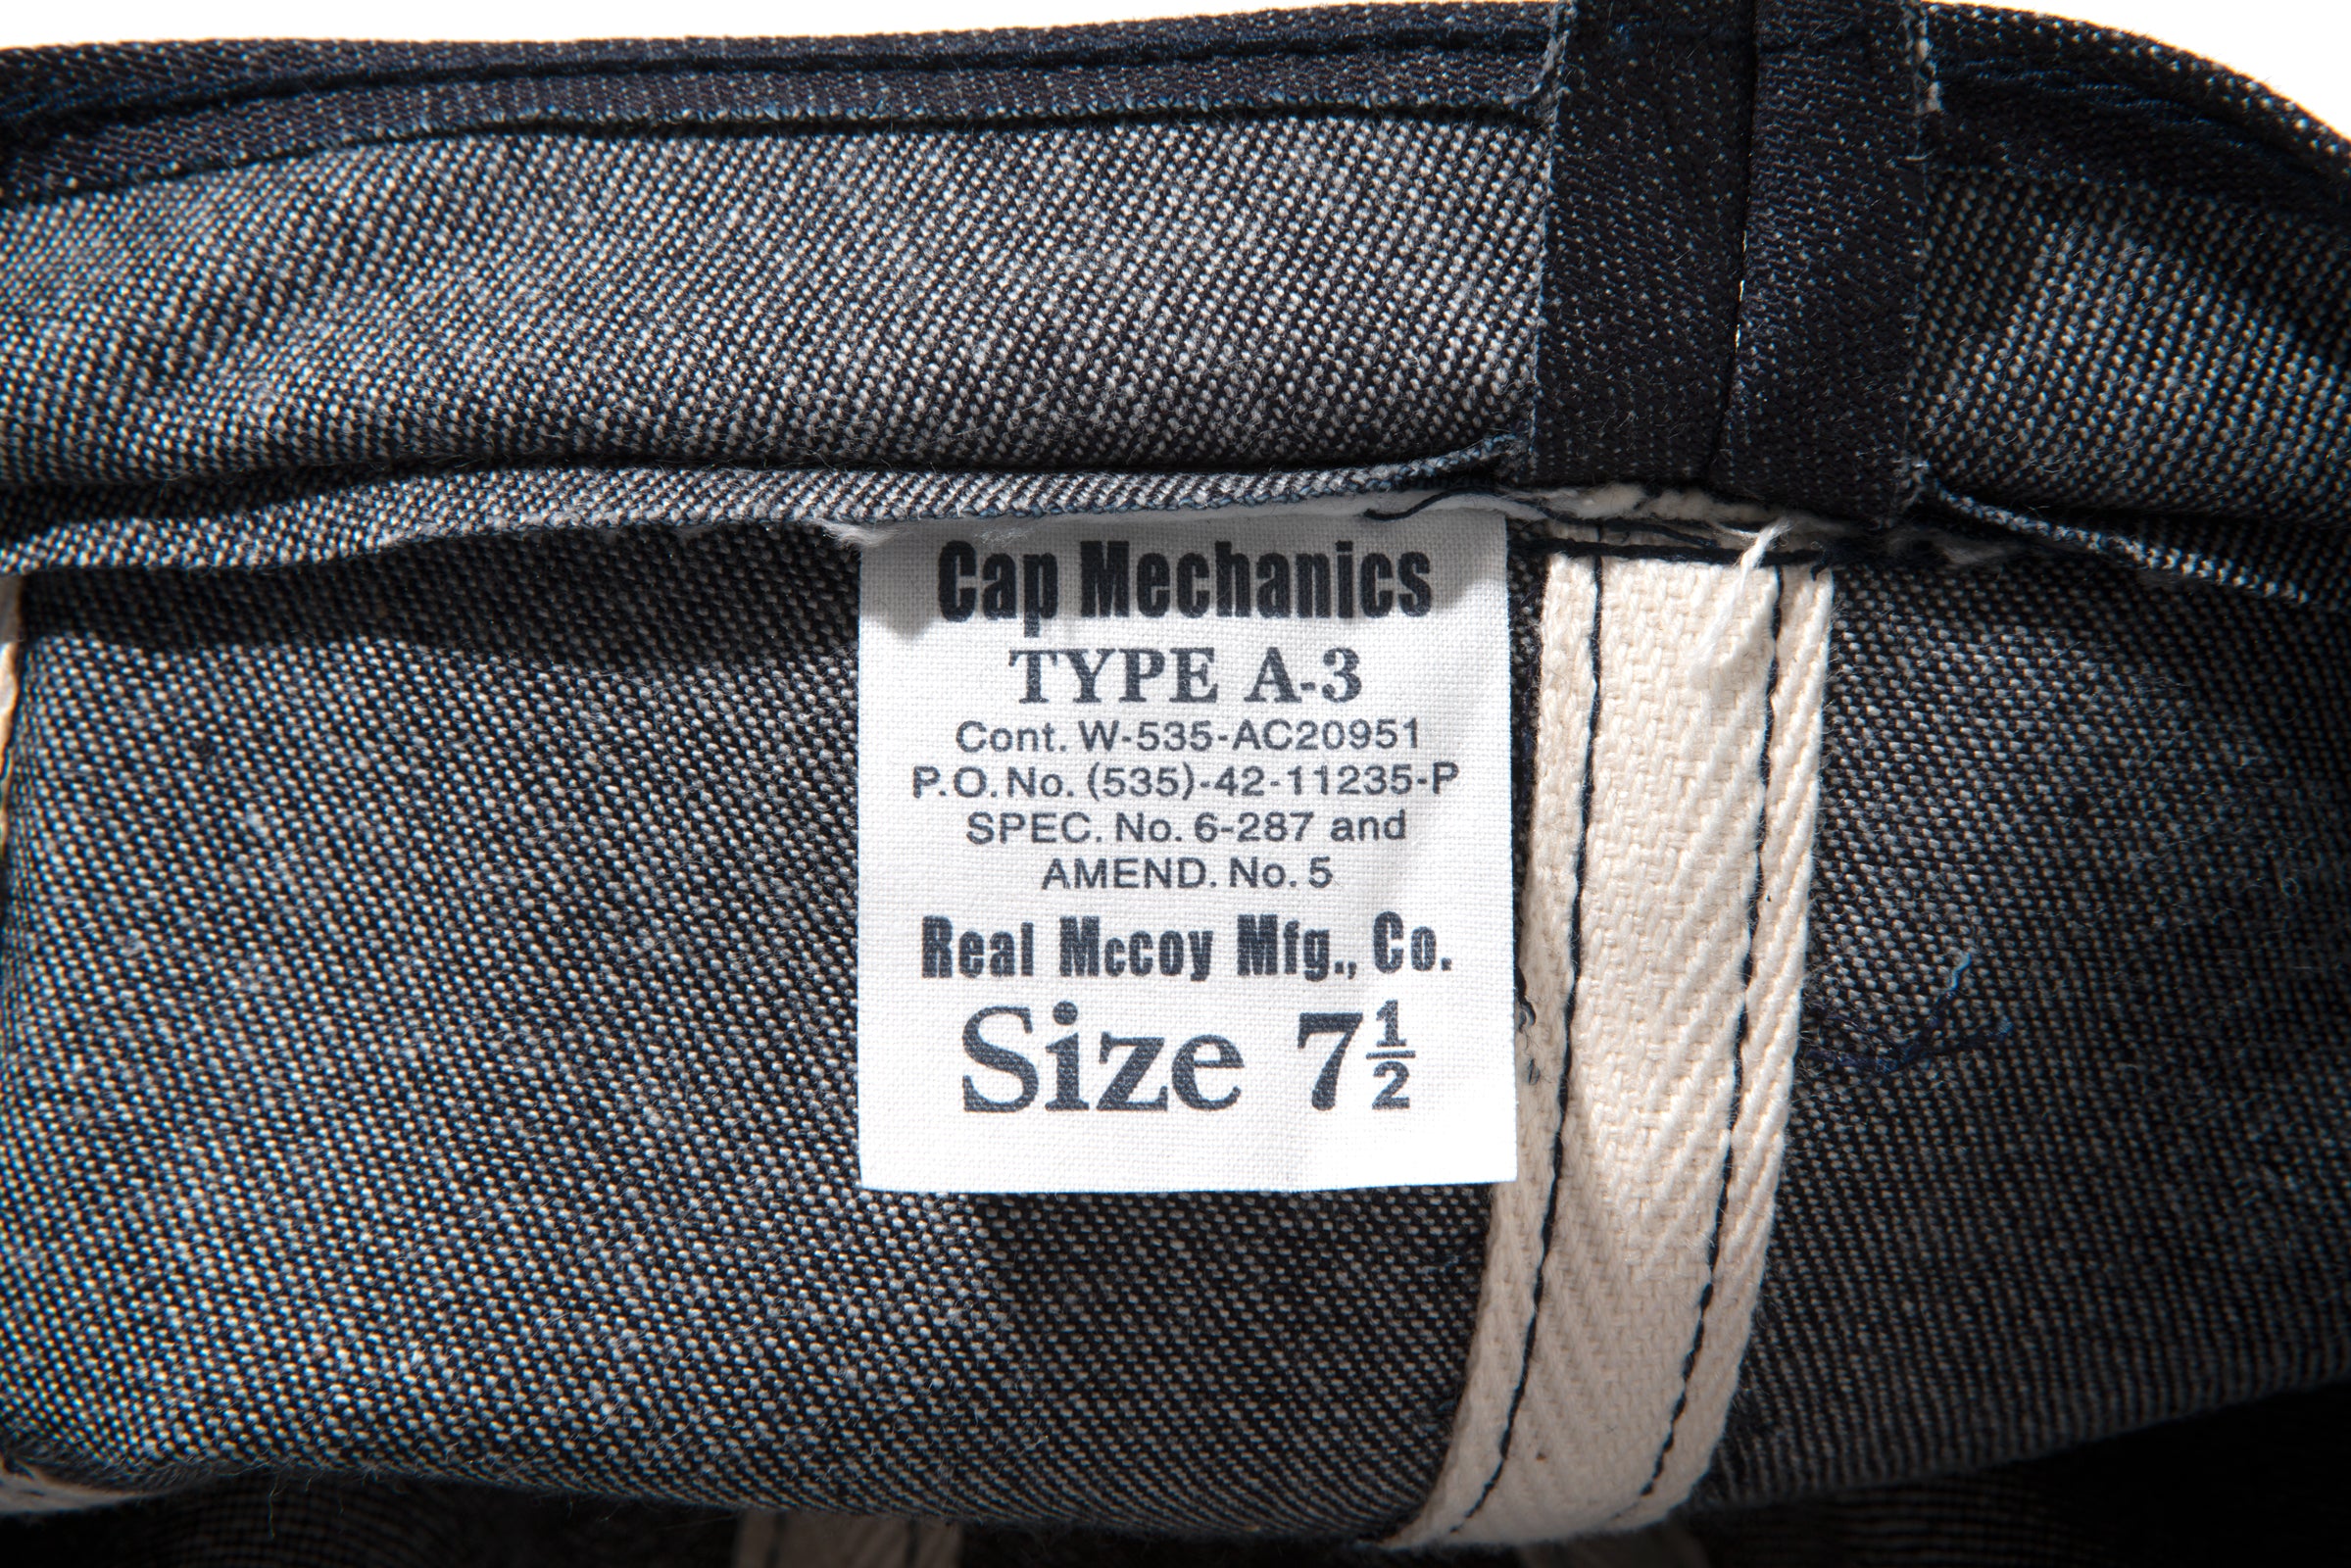 Cap Mechanics
TYPE A-3
Cont. W-535-AC20951
P.O. No. (535)-42-11235-P
SPEC. No. 6-287 and
AMEND. No. 5
Real McCoy Mfg., Co.
Size 7½